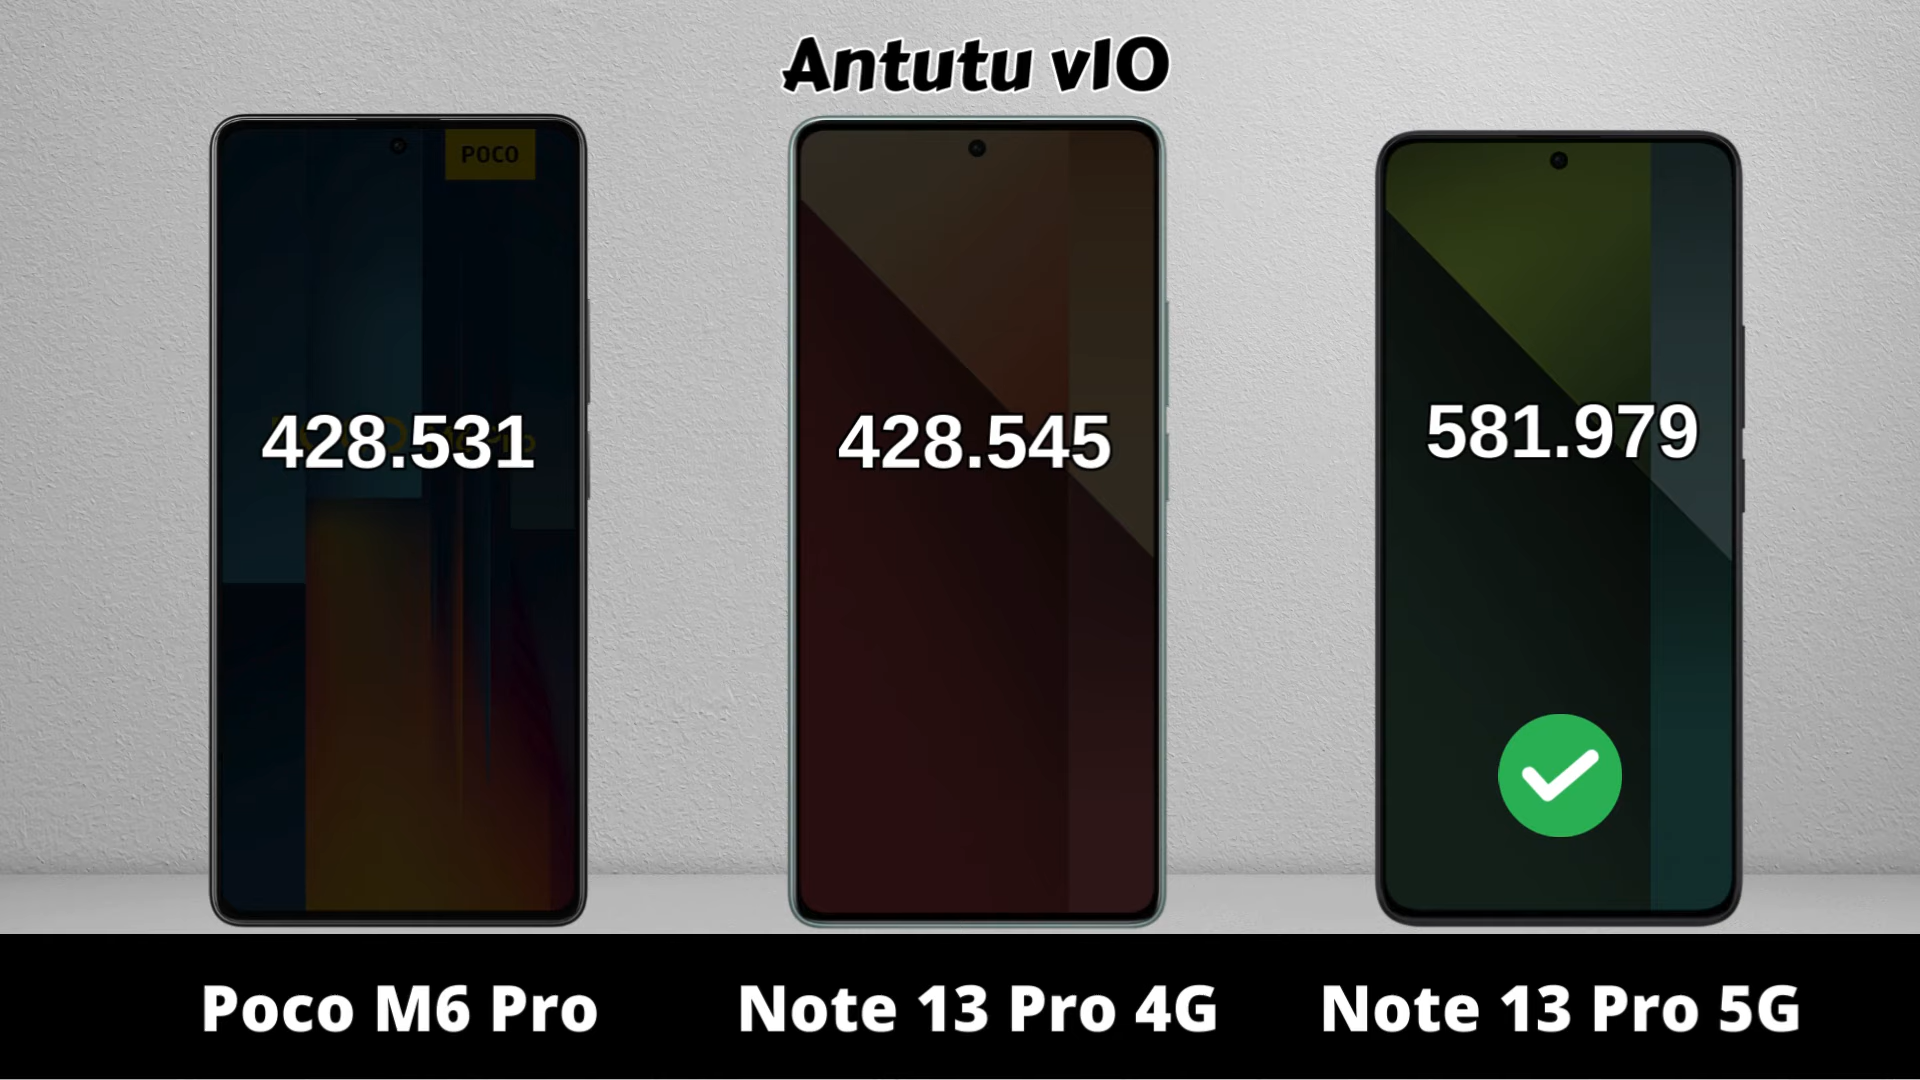 Antutu v10
POCO
428.531
428.545
581.979
Poco M6 Pro
Note 13 Pro 4G
Note 13 Pro 5G